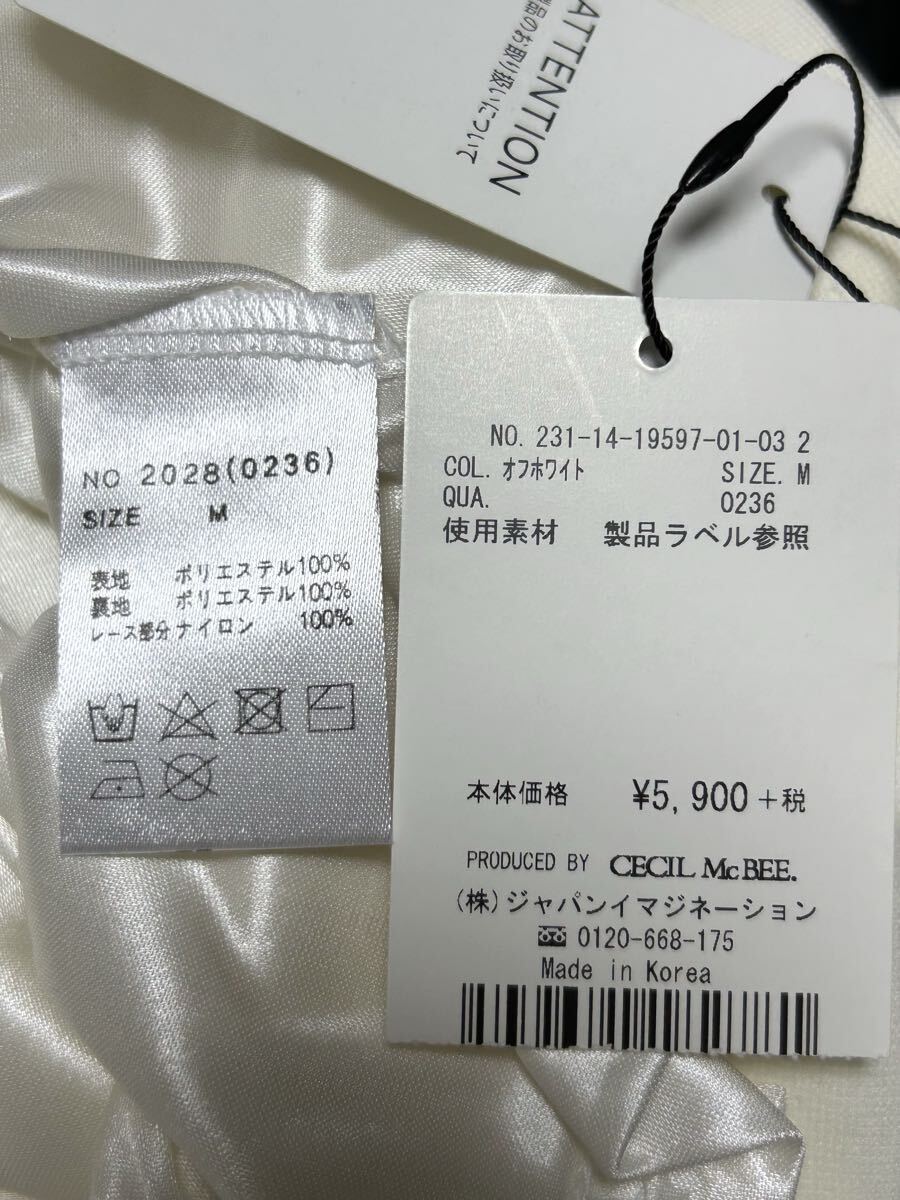 ATTENTION
製品のお取り扱いについて
NO 2028(0236)
SIZE M
表地 ポリエステル100%
裏地 ポリエステル100%
レース部分 ナイロン 100%
NO. 231-14-19597-01-03 2
COL. オフホワイト SIZE. M
QUA. 0236
使用素材 製品ラベル参照
本体価格 ¥5,900+税
PRODUCED BY CECIL McBEE.
(株)ジャパンイマジネーション
0120-668-175
Made in Korea